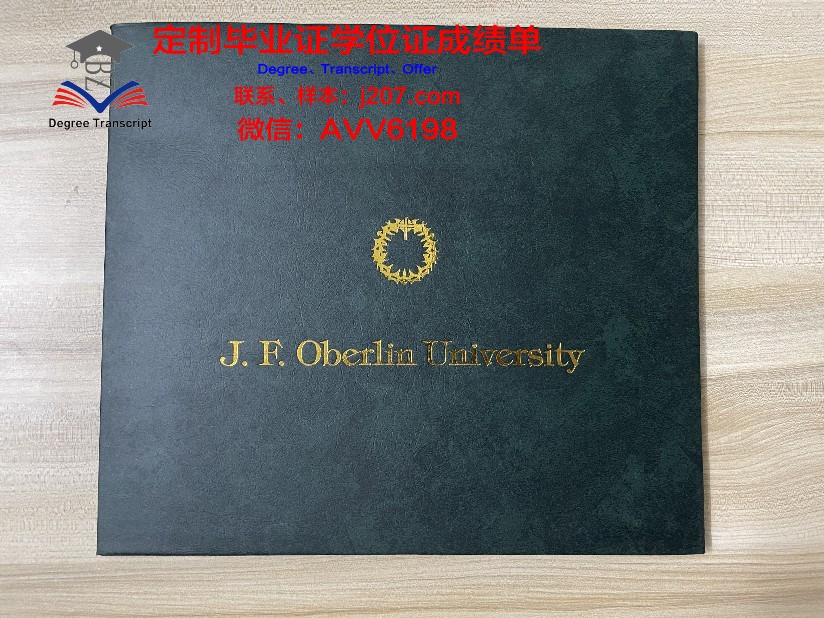 定制毕业证学位证成绩单
Degree、Transcript、Offer
联系、样本：j207.com
微信：AVV6198
BZ
Degree Transcript
J. F. Oberlin University